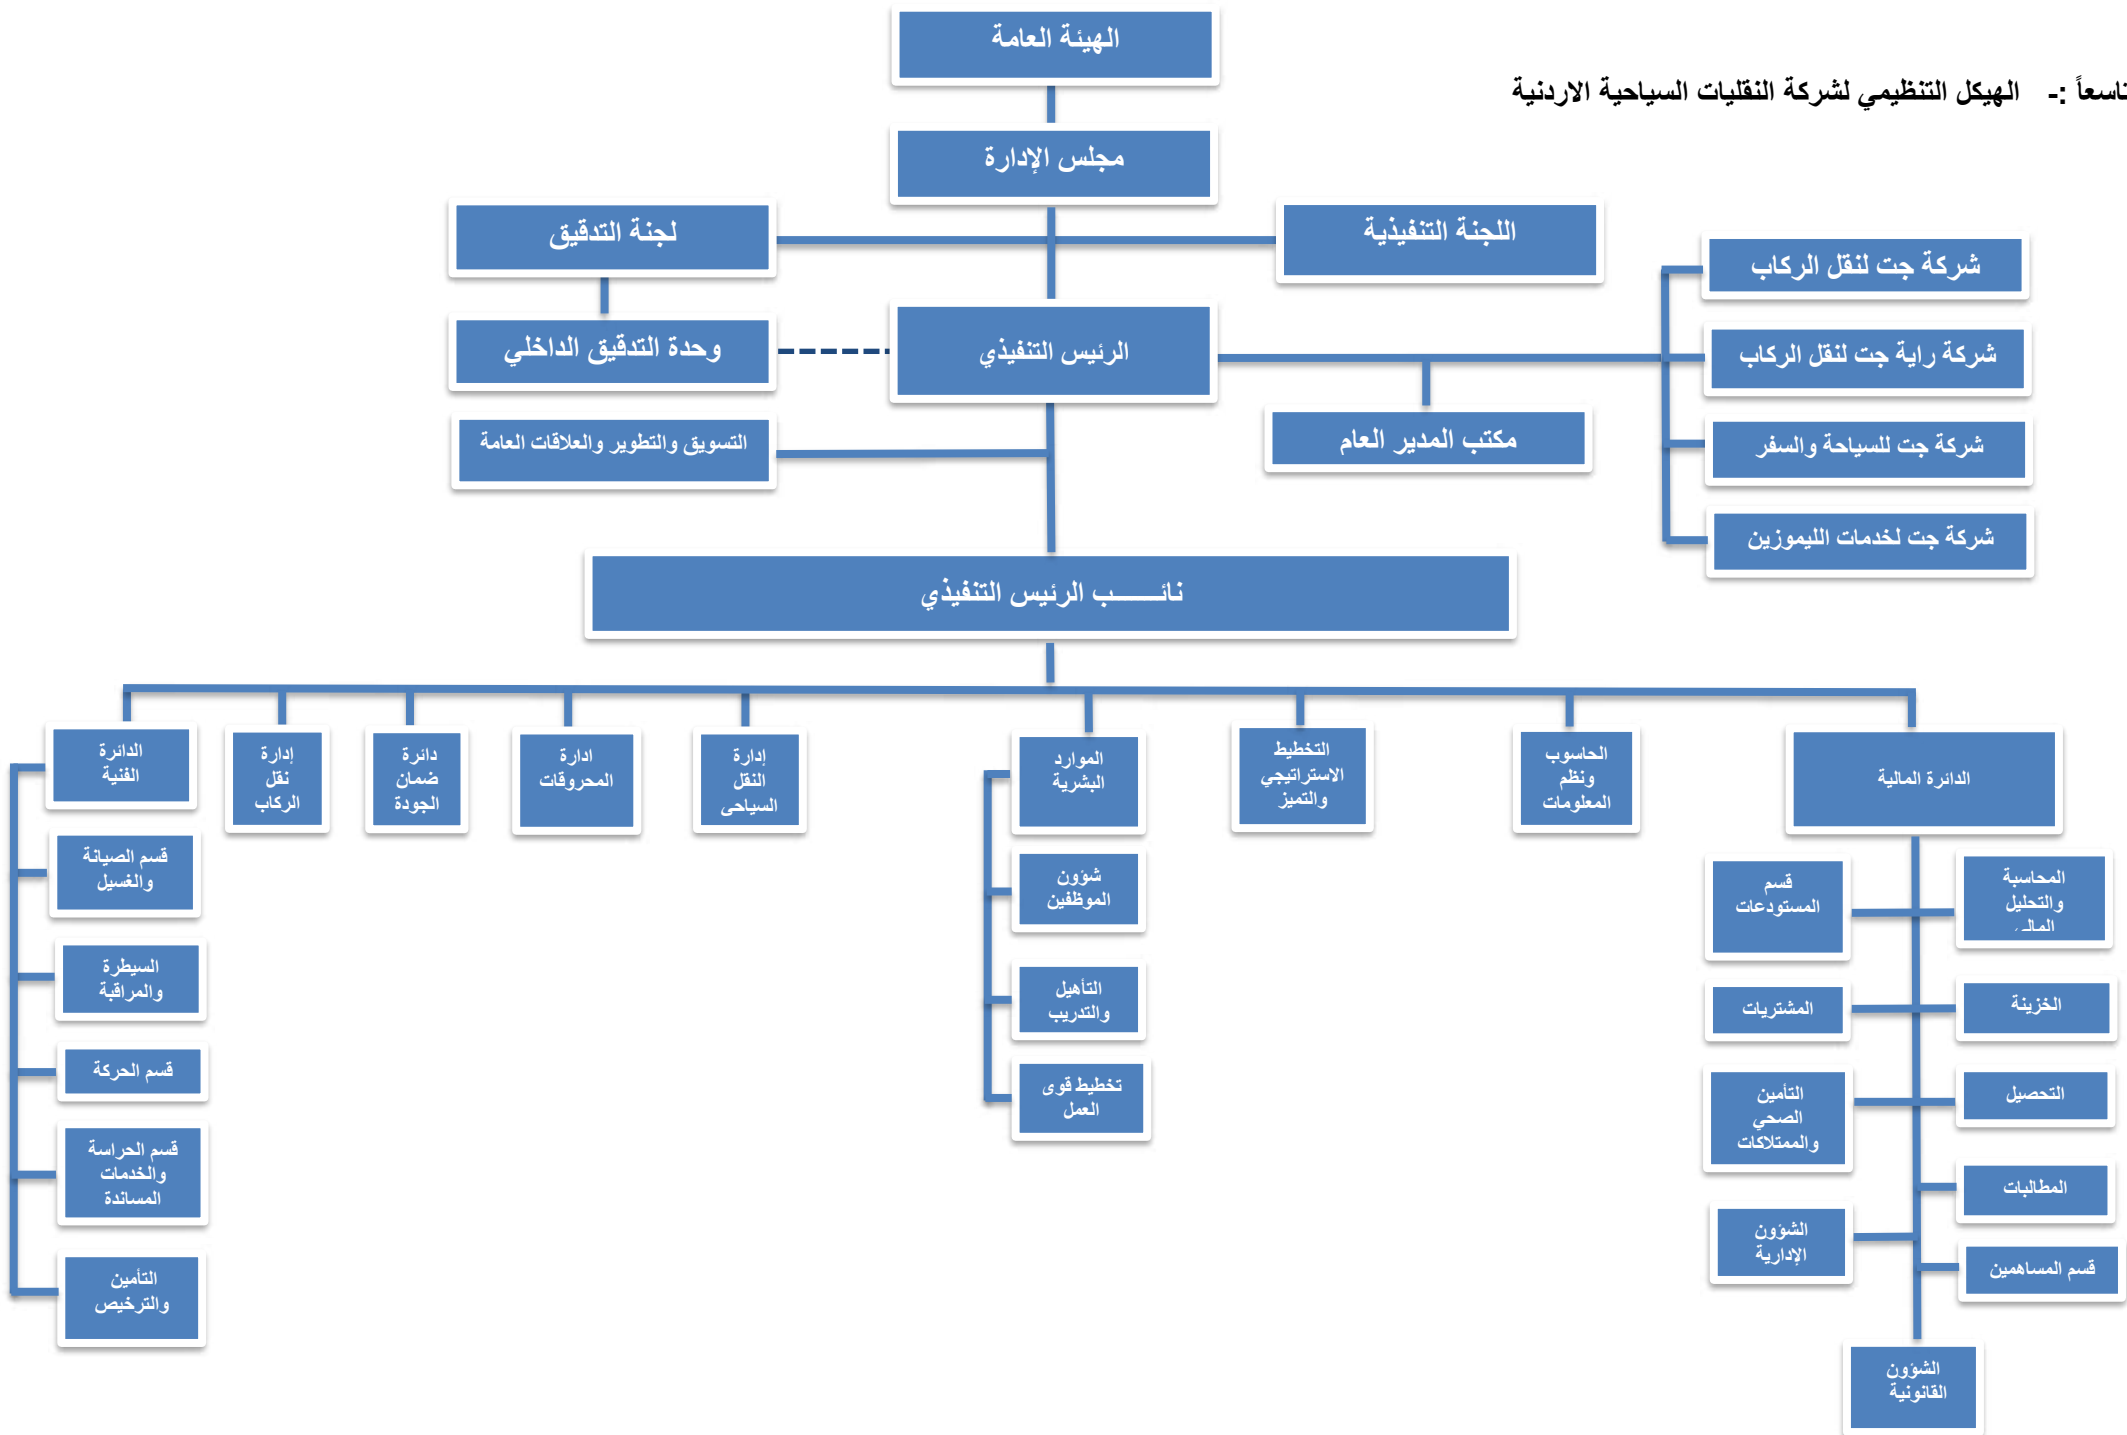 الهيئة العامة
تاسعاً :- الهيكل التنظيمي لشركة النقليات السياحية الاردنية
مجلس الإدارة
اللجنة التنفيذية
لجنة التدقيق
شركة جت لنقل الركاب
الرئيس التنفيذي
وحدة التدقيق الداخلي
شركة راية جت لنقل الركاب
مكتب المدير العام
التسويق والتطوير والعلاقات العامة
شركة جت للسياحة والسفر
شركة جت لخدمات الليموزين
نائـــــــب الرئيس التنفيذي
الدائرة المالية
الحاسوب
ونظم
المعلومات
التخطيط
الاستراتيجي
والتميز
الموارد
البشرية
إدارة
النقل
السياحى
ادارة
المحروقات
دائرة
ضمان
الجودة
إدارة
نقل
الركاب
الدائرة
الفنية
المحاسبة
والتحليل
المالي
قسم
المستودعات
الخزينة
المشتريات
التحصيل
التأمين
الصحي
والممتلاكات
المطالبات
الشؤون
الإدارية
قسم المساهمين
الشؤون
القانونية
شؤون
الموظفين
التأهيل
والتدريب
تخطيط قوى
العمل
قسم الصيانة
والغسيل
السيطرة
والمراقبة
قسم الحركة
قسم الحراسة
والخدمات
المساندة
التأمين
والترخيص